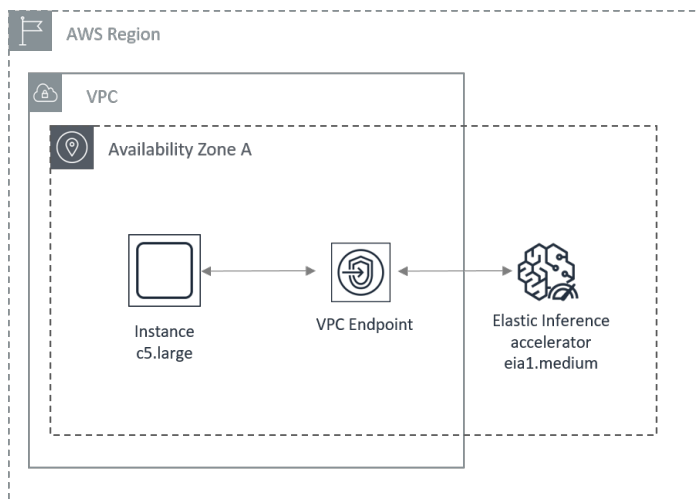 AWS Region
VPC
Availability Zone A
Instance
c5.large
VPC Endpoint
Elastic Inference
accelerator
eia1.medium